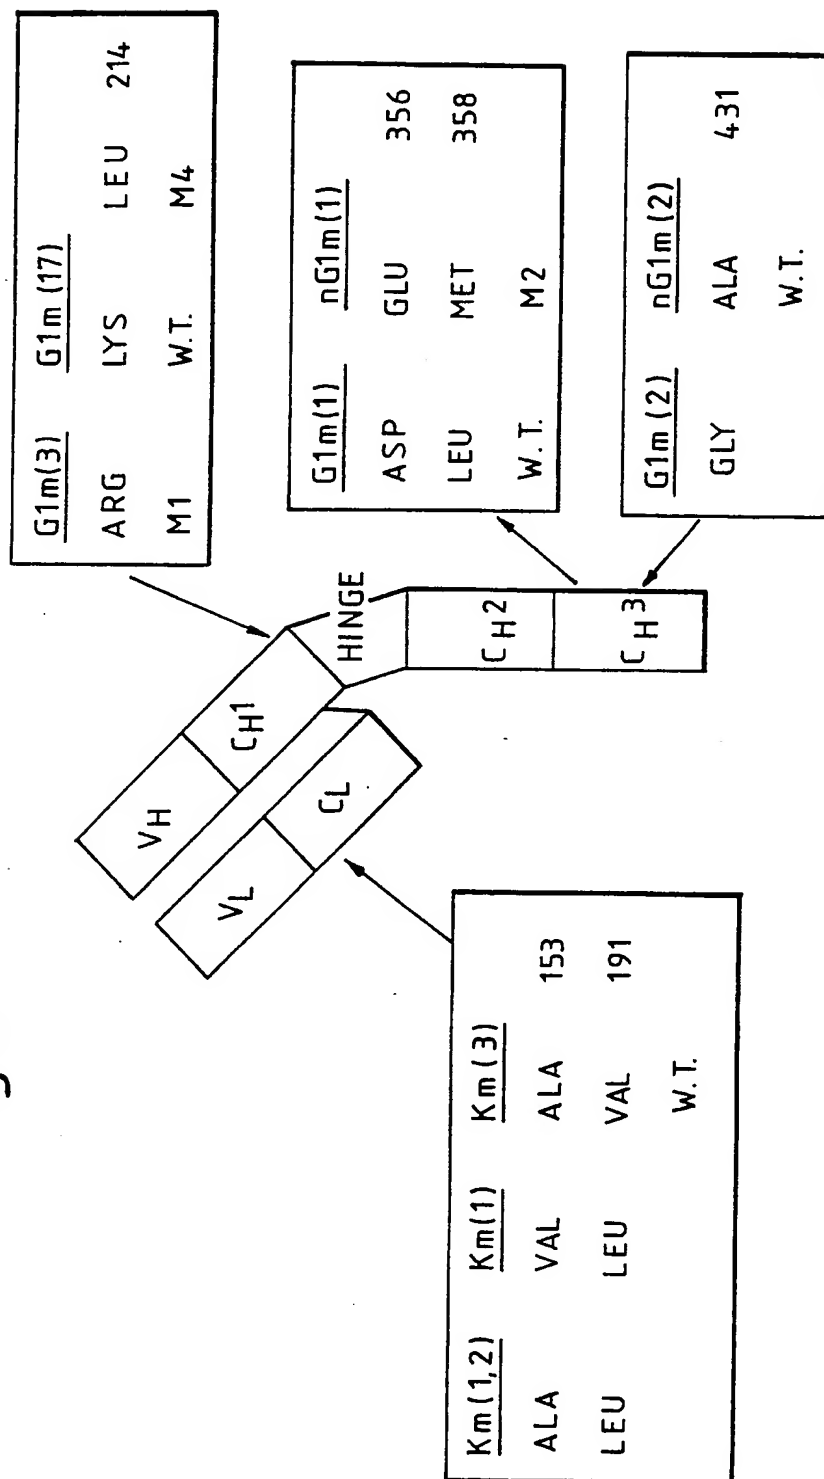 G1m(3) G1m(17)
ARG LYS LEU 214
M1 W.T. M4
VH CH1
VL CL
HINGE
CH2 CH3
G1m(1) nG1m(1)
ASP GLU 356
LEU MET 358
W.T. M2
Km(1,2) Km(1) Km(3)
ALA VAL ALA 153
LEU LEU VAL 191
W.T.
G1m(2) nG1m(2)
GLY ALA 431
W.T.